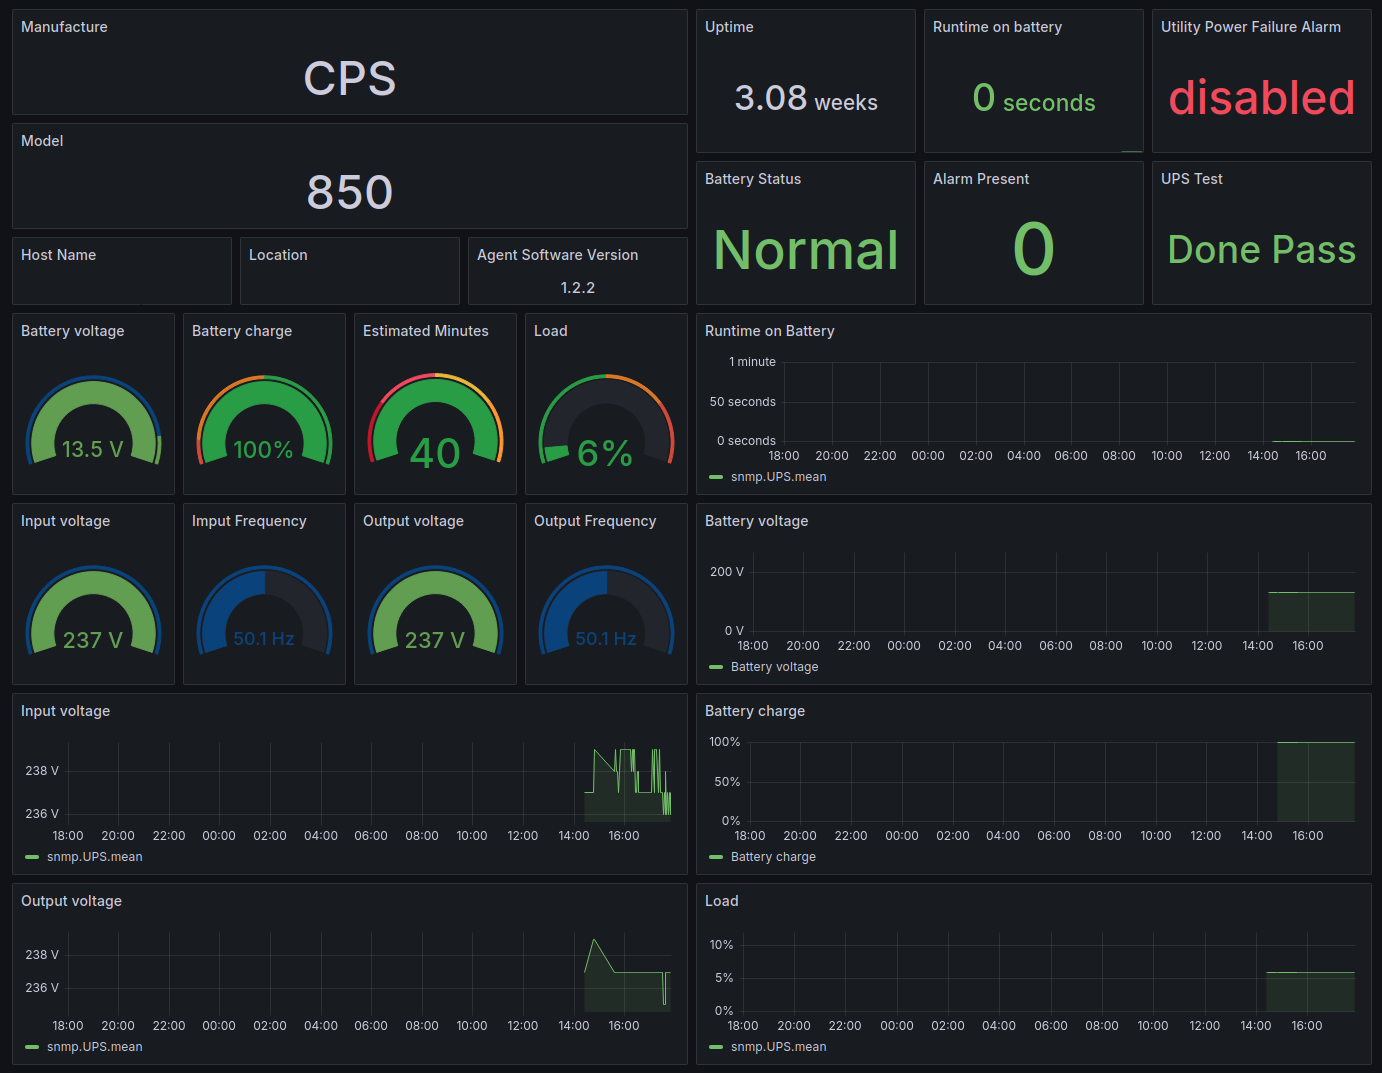 Manufacture
CPS
Uptime
3.08 weeks
Runtime on battery
0 seconds
Utility Power Failure Alarm
disabled
Model
850
Battery Status
Normal
Alarm Present
0
UPS Test
Done Pass
Host Name
Location
Agent Software Version
1.2.2
Battery voltage
13.5 V
Battery charge
100%
Estimated Minutes
40
Load
6%
Runtime on Battery
1 minute
50 seconds
0 seconds
18:00 20:00 22:00 00:00 02:00 04:00 06:00 08:00 10:00 12:00 14:00 16:00
snmp.UPS.mean
Input voltage
237 V
Imput Frequency
50.1 Hz
Output voltage
237 V
Output Frequency
50.1 Hz
Battery voltage
200 V
0 V
18:00 20:00 22:00 00:00 02:00 04:00 06:00 08:00 10:00 12:00 14:00 16:00
Battery voltage
Input voltage
238 V
236 V
18:00 20:00 22:00 00:00 02:00 04:00 06:00 08:00 10:00 12:00 14:00 16:00
snmp.UPS.mean
Battery charge
100%
50%
0%
18:00 20:00 22:00 00:00 02:00 04:00 06:00 08:00 10:00 12:00 14:00 16:00
Battery charge
Output voltage
238 V
236 V
18:00 20:00 22:00 00:00 02:00 04:00 06:00 08:00 10:00 12:00 14:00 16:00
snmp.UPS.mean
Load
10%
5%
0%
18:00 20:00 22:00 00:00 02:00 04:00 06:00 08:00 10:00 12:00 14:00 16:00
snmp.UPS.mean